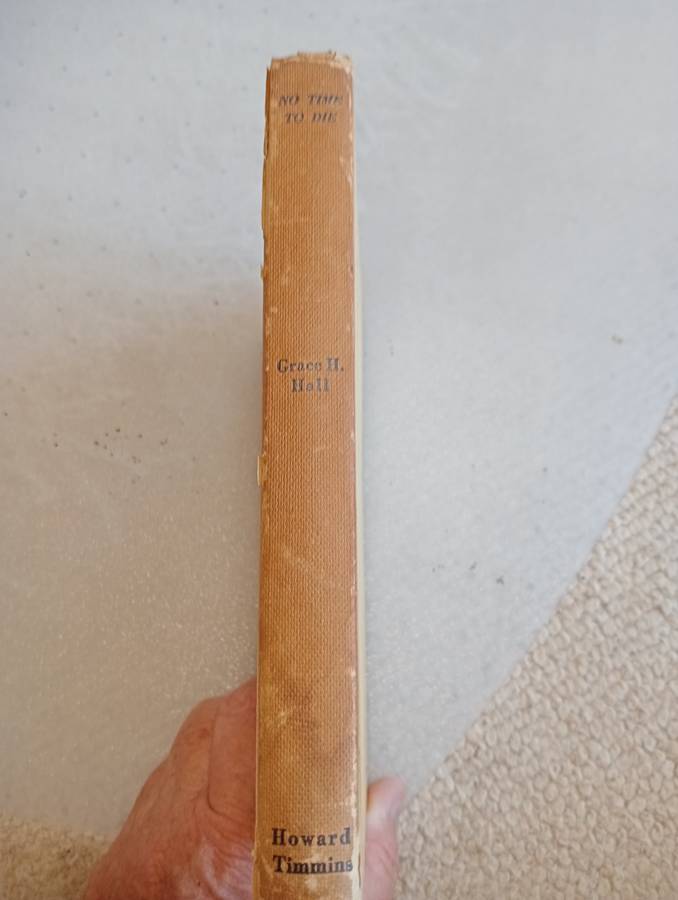 NO TIME
TO DIE
Grace H.
Hall
Howard
Timmins